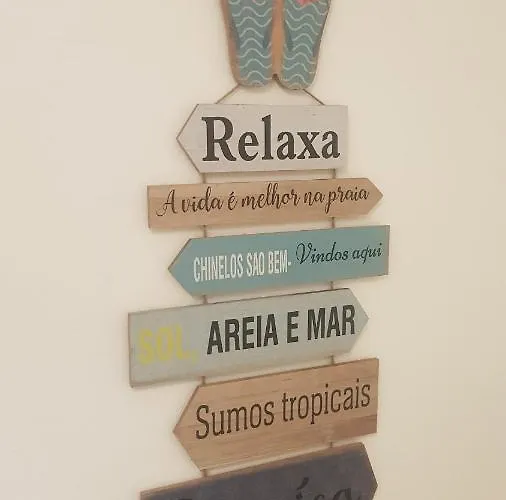 Relaxa
A vida é melhor na praia
CHINELOS SAO BEM- Vindos aqui
SOL, AREIA E MAR
Sumos tropicais